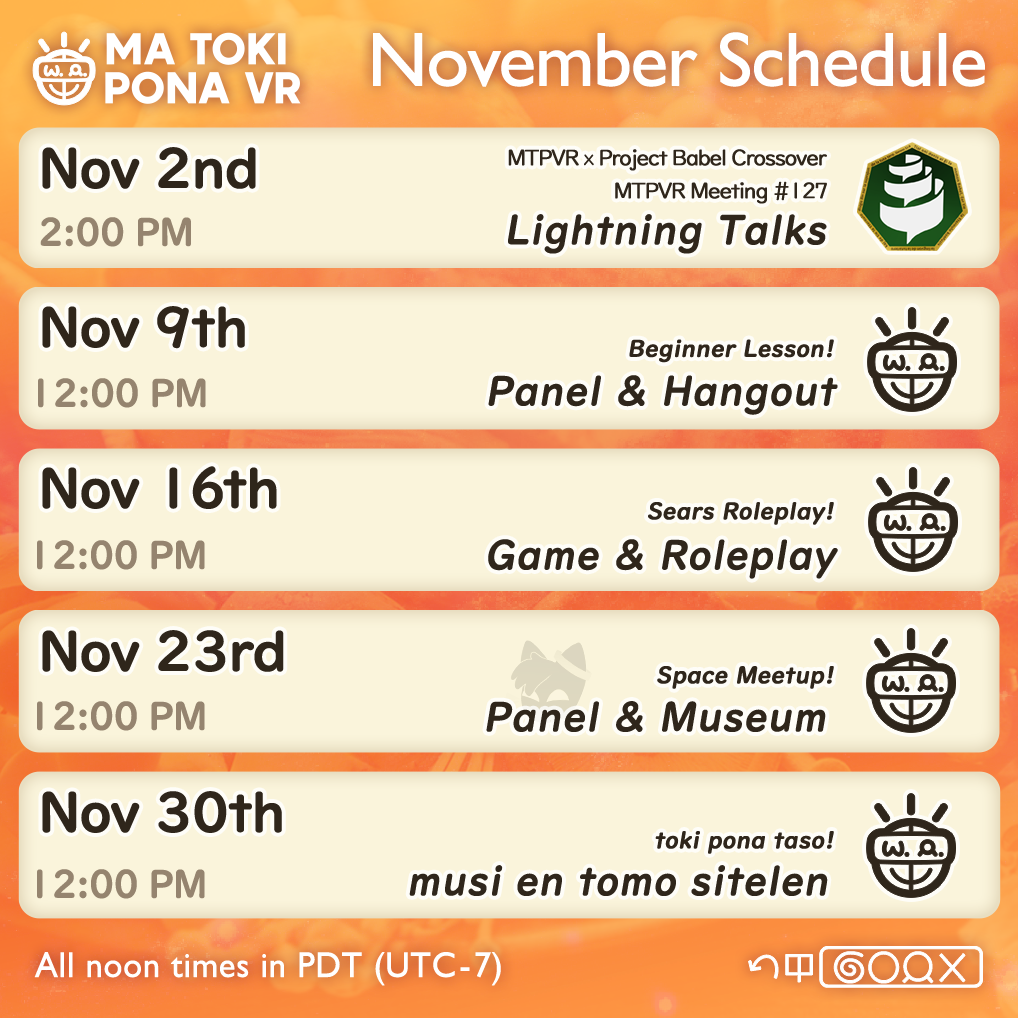 W. A.
MA TOKI
PONA VR
November Schedule
Nov 2nd
2:00 PM
MTPVR x Project Babel Crossover
MTPVR Meeting #127
Lightning Talks
Nov 9th
12:00 PM
Beginner Lesson!
Panel & Hangout
W. A.
Nov 16th
12:00 PM
Sears Roleplay!
Game & Roleplay
W. A.
Nov 23rd
12:00 PM
Space Meetup!
Panel & Museum
W. A.
Nov 30th
12:00 PM
toki pona taso!
musi en tomo sitelen
W. A.
All noon times in PDT (UTC-7)